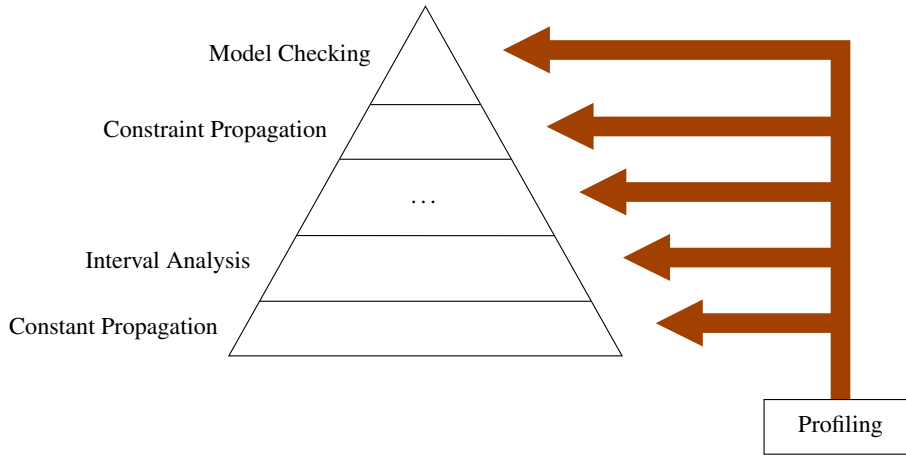 Model Checking
Constraint Propagation
...
Interval Analysis
Constant Propagation
Profiling